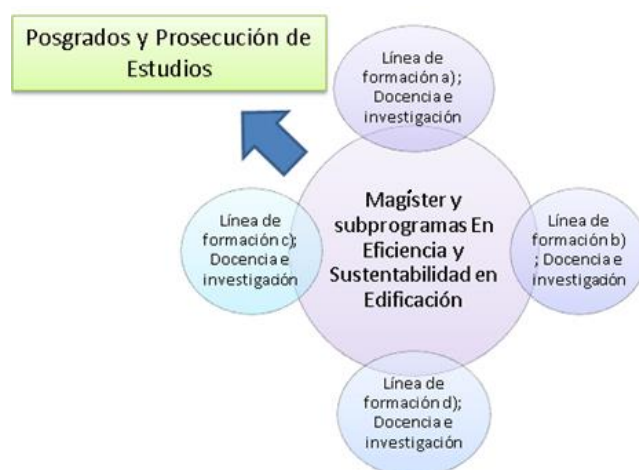 Posgrados y Prosecución de
Estudios
Línea de
formación a);
Docencia e
investigación
Magíster y
subprogramas En
Eficiencia y
Sustentabilidad en
Edificación
Línea de
formación c);
Docencia e
investigación
Línea de
formación b)
; Docencia e
investigación
Línea de
formación d);
Docencia e
investigación